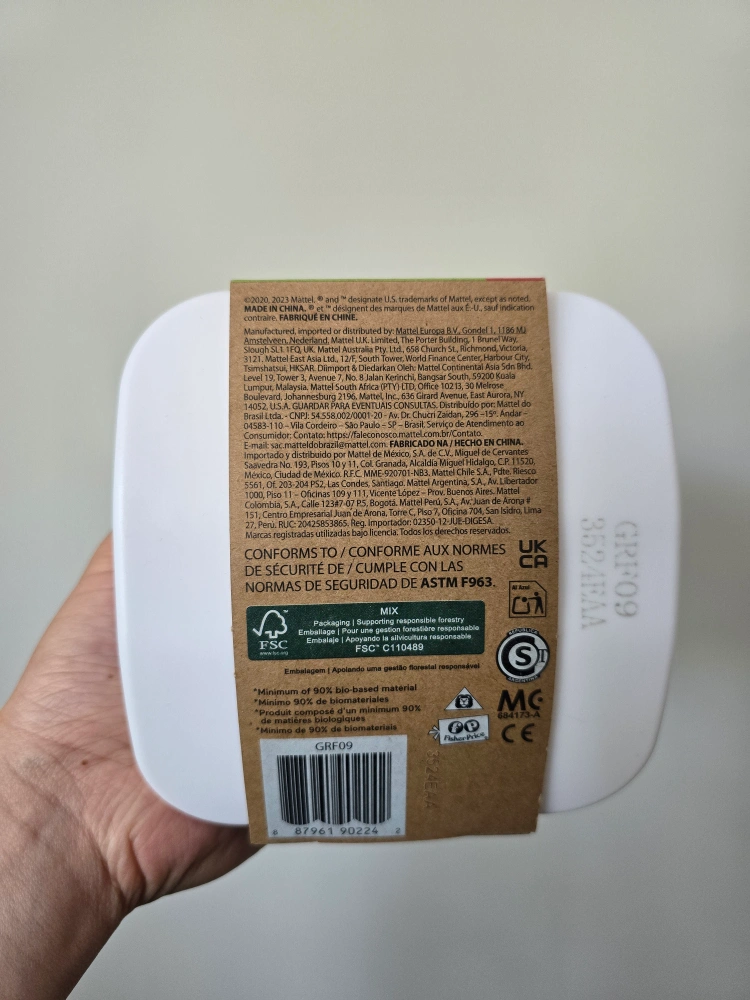 ©2020, 2023 Mattel. ® and ™ designate U.S. trademarks of Mattel, except as noted.
MADE IN CHINA. ® et ™ désignent des marques de Mattel aux É.-U., sauf indication
contraire. FABRIQUÉ EN CHINE.
Manufactured, imported or distributed by: Mattel Europa B.V., Gondel 1, 1186 MJ
Amstelveen, Nederland. Mattel U.K. Limited, The Porter Building, 1 Brunel Way,
Slough SL1 1FQ, UK. Mattel Australia Pty. Ltd., 658 Church St., Richmond, Victoria,
3121. Mattel East Asia Ltd., 12/F, South Tower, World Finance Center, Harbour City,
Tsimshatsui, HKSAR. Diimport & Diedarkan Oleh: Mattel Continental Asia Sdn Bhd.
Level 19, Tower 3, Avenue 7, No. 8 Jalan Kerinchi, Bangsar South, 59200 Kuala
Lumpur, Malaysia. Mattel South Africa (PTY) LTD, Office 102 I3, 30 Melrose
Boulevard, Johannesburg 2196. Mattel, Inc., 636 Girard Avenue, East Aurora, NY
14052, U.S.A. GUARDAR PARA EVENTUAIS CONSULTAS. Distribuído por: Mattel do
Brasil Ltda. - CNPJ: 54.558.002/0001-20 - Av. Dr. Chucri Zaidan, 296 –15º. Andar –
04583-110 – Vila Cordeiro – São Paulo – SP – Brasil. Serviço de Atendimento ao
Consumidor: Contato: https://faleconosco.mattel.com.br/Contato.
E-mail: sac.matteldobrazil@mattel.com. FABRICADO NA / HECHO EN CHINA.
Importado y distribuido por Mattel de México, S.A. de C.V., Miguel de Cervantes
Saavedra No. 193, Pisos 10 y 11, Col. Granada, Alcaldía Miguel Hidalgo, C.P. 11520,
México, Ciudad de México. R.F.C. MME-920701-NB3. Mattel Chile S.A., Pdte. Riesco
5561, Of. 203-204 PS2, Las Condes, Santiago. Mattel Argentina, S.A., Av. Libertador
1000, Piso 11 – Oficinas 109 y 111, Vicente López – Prov. Buenos Aires. Mattel
Colombia, S.A., Calle 123#7-07 P.5, Bogotá. Mattel Perú, S.A., Av. Juan de Arona #
151, Centro Empresarial Juan de Arona, Torre C, Piso 7, Oficina 704, San Isidro, Lima
27, Perú. RUC: 20425853865. Reg. Importador: 02350-12-JUE-DIGESA.
Marcas registradas utilizadas bajo licencia. Todos los derechos reservados.
CONFORMS TO / CONFORME AUX NORMES
DE SÉCURITÉ DE / CUMPLE CON LAS
NORMAS DE SEGURIDAD DE ASTM F963.
UK
CA
Al Azul
FSC
www.fsc.org
MIX
Packaging | Supporting responsible forestry
Emballage | Pour une gestion forestière responsable
Embalaje | Apoyando la silvicultura responsable
FSC™ C110489
Embalagem | Apoiando uma gestão florestal responsável
REPUBLICA
S
II
ARGENTINA
*Minimum of 90% bio-based material
*Mínimo 90% de biomateriales
*Produit composé d'un minimum 90%
de matières biologiques
*Mínimo de 90% de biomateriais
MC
684173-A
FP
Fisher-Price
CE
GRF09
0 87961 90224 2
GRF09
3524EAA